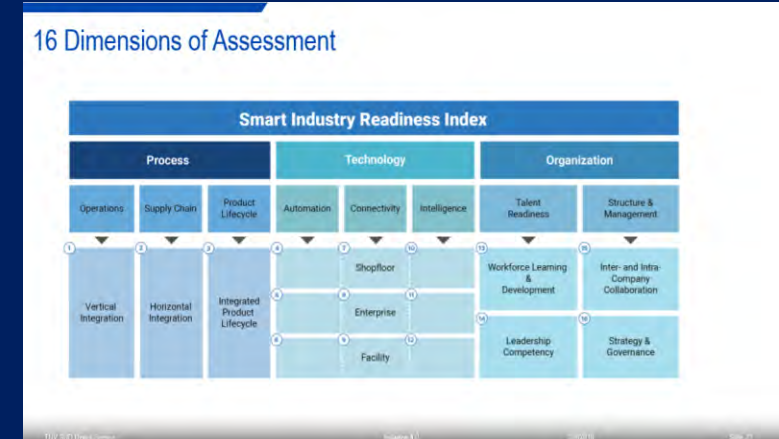 16 Dimensions of Assessment
Smart Industry Readiness Index
Process
Technology
Organization
Operations
Supply Chain
Product
Lifecycle
Automation
Connectivity
Intelligence
Talent
Readiness
Structure &
Management
1
2
3
4
7
10
13
15
Vertical
Integration
Horizontal
Integration
Integrated
Product
Lifecycle
Shopfloor
5
8
11
Enterprise
6
9
12
Facility
Workforce Learning
&
Development
Inter- and Intra-
Company
Collaboration
14
16
Leadership
Competency
Strategy &
Governance